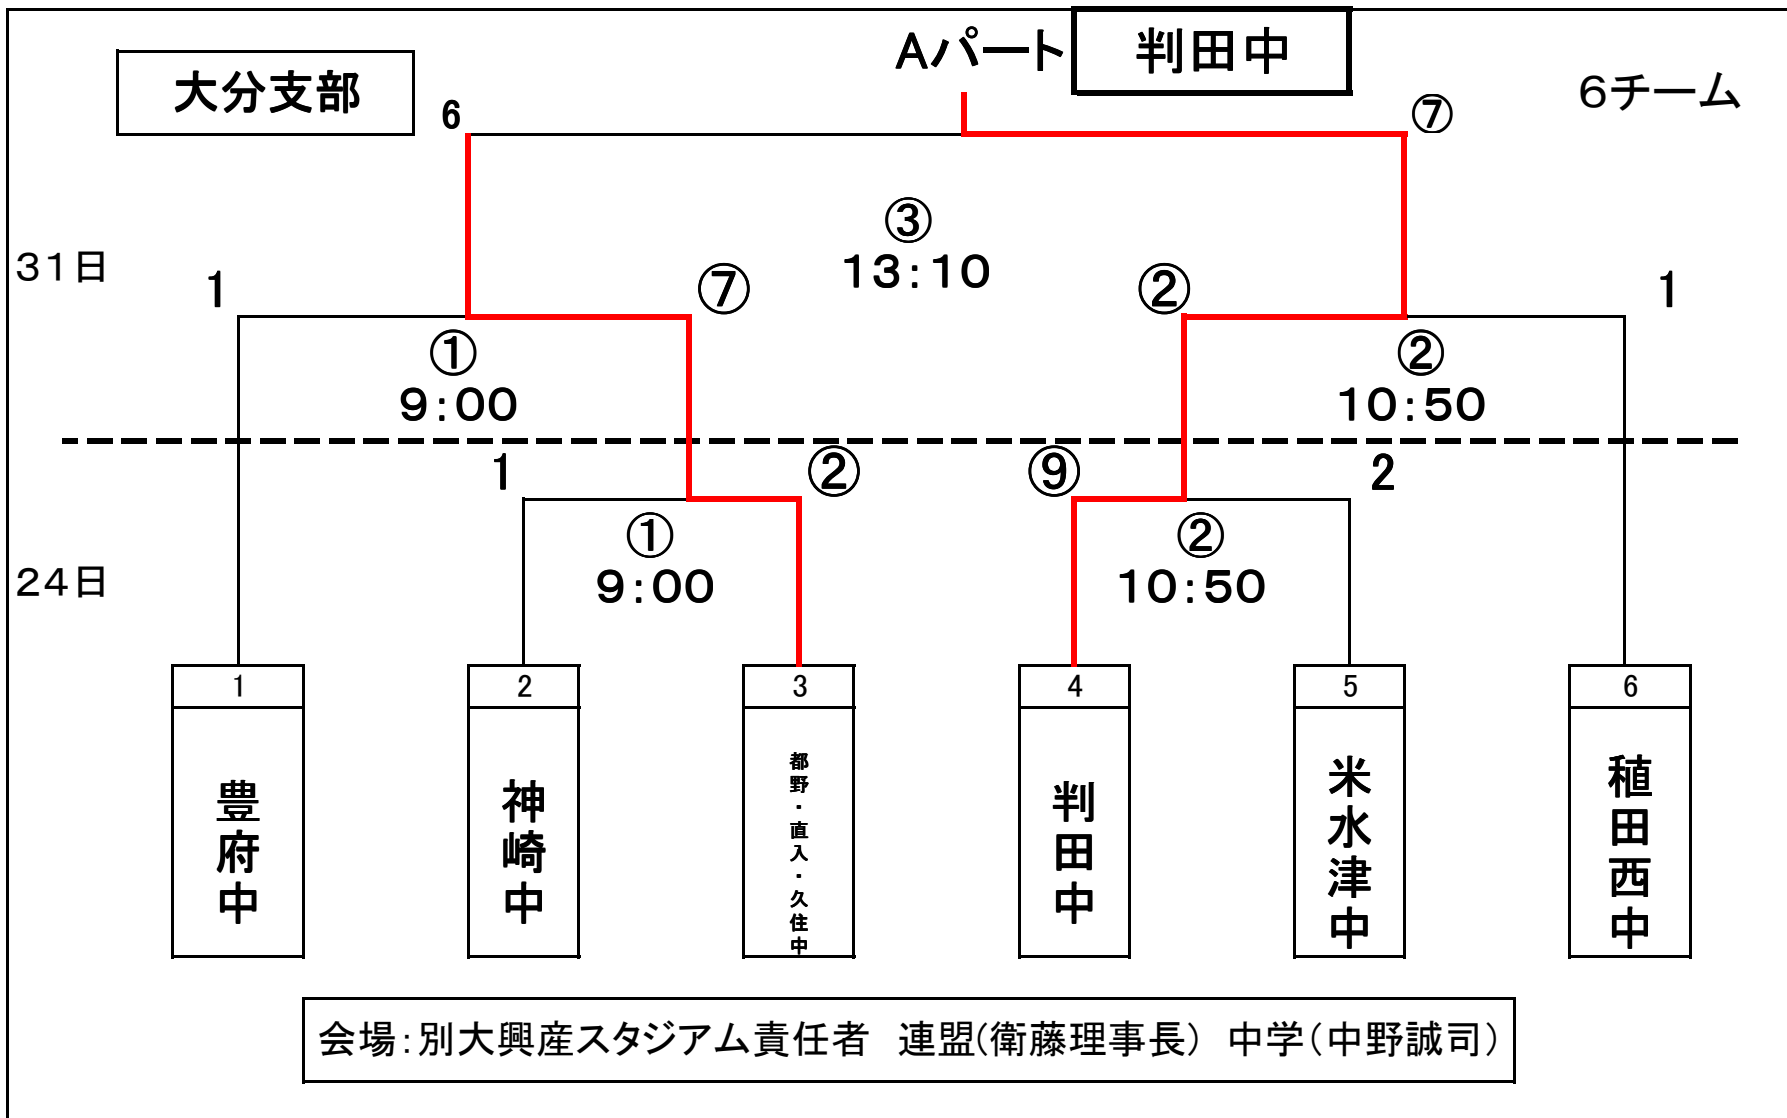 Aパート 判田中
大分支部
6チーム
6 ⑦
③
31日
13:10
1 ⑦ ② 1
① ②
9:00 10:50
1 ② ⑨ 2
① ②
24日
9:00 10:50
1 2 3 4 5 6
豊府中
神崎中
都野・直入・久住中
判田中
米水津中
稙田西中
会場:別大興産スタジアム責任者 連盟(衛藤理事長) 中学(中野誠司)